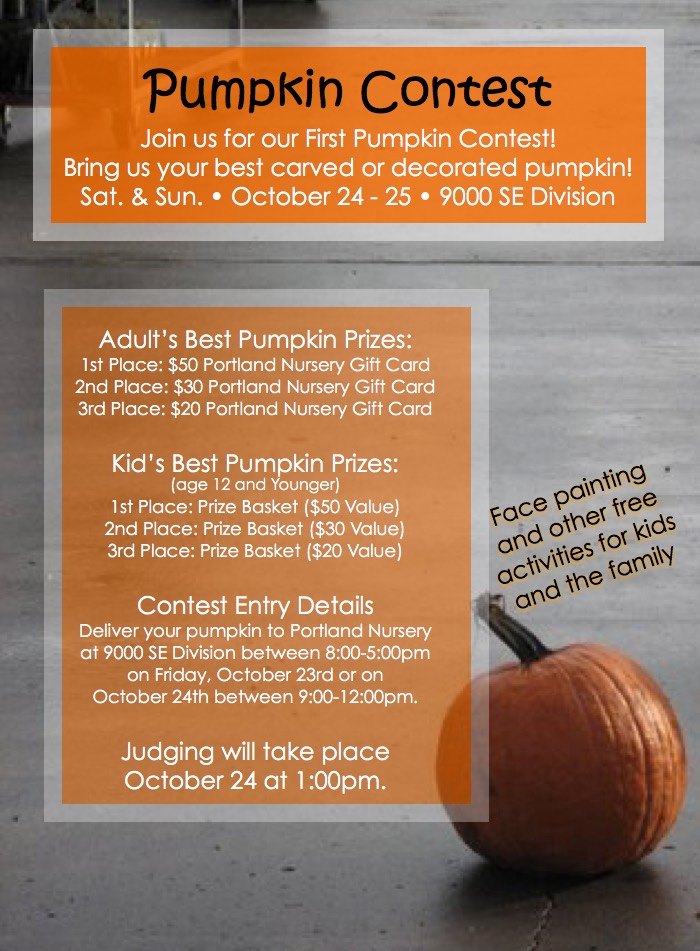 Pumpkin Contest
Join us for our First Pumpkin Contest!
Bring us your best carved or decorated pumpkin!
Sat. & Sun. • October 24 - 25 • 9000 SE Division
Adult's Best Pumpkin Prizes:
1st Place: $50 Portland Nursery Gift Card
2nd Place: $30 Portland Nursery Gift Card
3rd Place: $20 Portland Nursery Gift Card
Kid's Best Pumpkin Prizes:
(age 12 and Younger)
1st Place: Prize Basket ($50 Value)
2nd Place: Prize Basket ($30 Value)
3rd Place: Prize Basket ($20 Value)
Contest Entry Details
Deliver your pumpkin to Portland Nursery
at 9000 SE Division between 8:00-5:00pm
on Friday, October 23rd or on
October 24th between 9:00-12:00pm.
Judging will take place
October 24 at 1:00pm.
Face painting
and other free
activities for kids
and the family